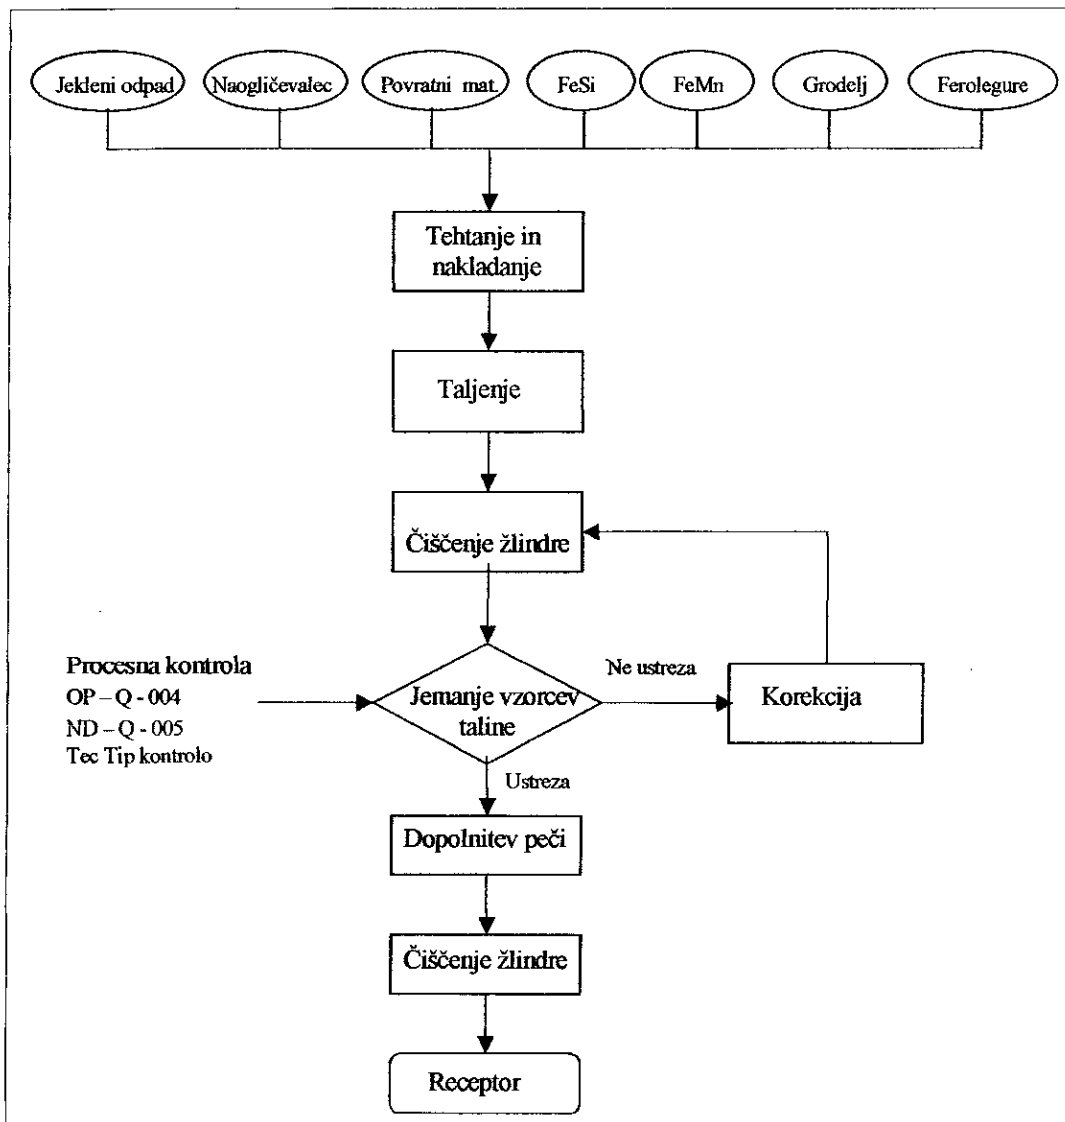 Jekleni odpad
Naogličevalec
Povratni mat.
FeSi
FeMn
Grodelj
Ferolegure
Tehtanje in
nakladanje
Taljenje
Čiščenje žlindre
Procesna kontrola
OP – Q - 004
ND – Q - 005
Tec Tip kontrolo
Jemanje vzorcev
taline
Ne ustreza
Korekcija
Ustreza
Dopolnitev peči
Čiščenje žlindre
Receptor